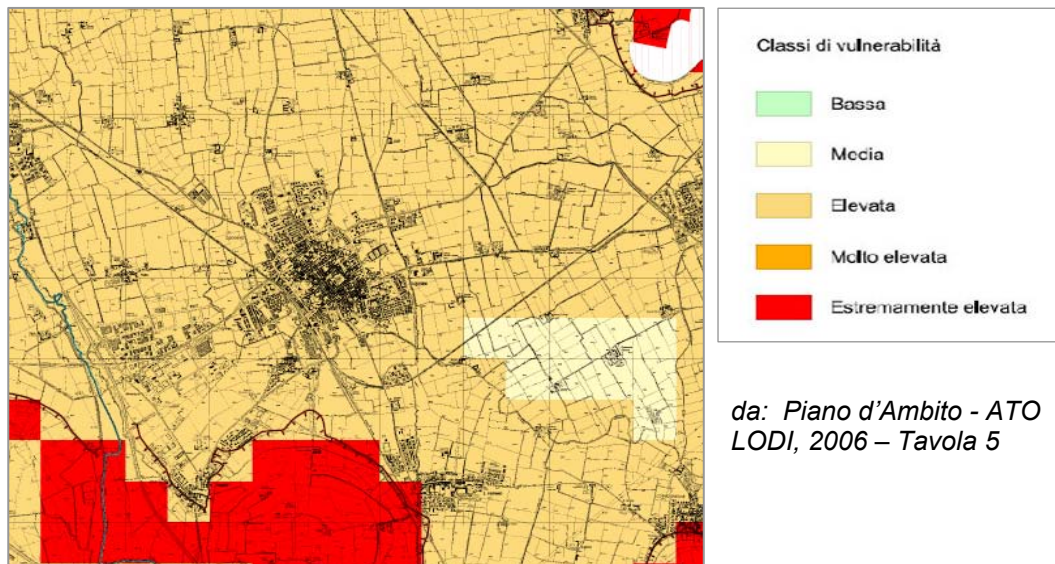 Classi di vulnerabilità
Bassa
Media
Elevata
Molto elevata
Estremamente elevata
da: Piano d'Ambito - ATO
LODI, 2006 – Tavola 5